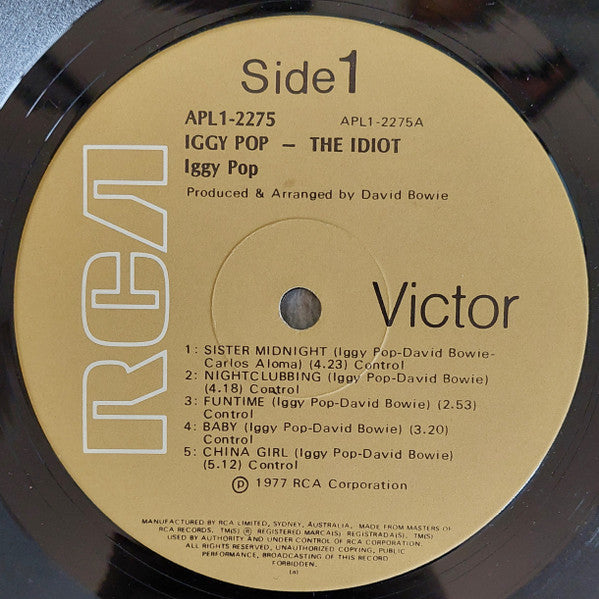 Side 1
APL1-2275 APL1-2275A
IGGY POP – THE IDIOT
Iggy Pop
Produced & Arranged by David Bowie
RCA
Victor
1: SISTER MIDNIGHT (Iggy Pop-David Bowie-
Carlos Aloma) (4.23) Control
2: NIGHTCLUBBING (Iggy Pop-David Bowie)
(4.18) Control
3: FUNTIME (Iggy Pop-David Bowie) (2.53)
Control
4: BABY (Iggy Pop-David Bowie) (3.20)
Control
5: CHINA GIRL (Iggy Pop-David Bowie)
(5.12) Control
℗ 1977 RCA Corporation
MANUFACTURED BY RCA LIMITED, SYDNEY, AUSTRALIA. MADE FROM MASTERS OF
RCA RECORDS. TM(S) ® REGISTERED MARCA(S) REGISTRADA(S). TM(S)
USED BY AUTHORITY AND UNDER CONTROL OF RCA CORPORATION.
ALL RIGHTS RESERVED, UNAUTHORIZED COPYING, PUBLIC
PERFORMANCE, BROADCASTING OF THIS RECORD
FORBIDDEN.